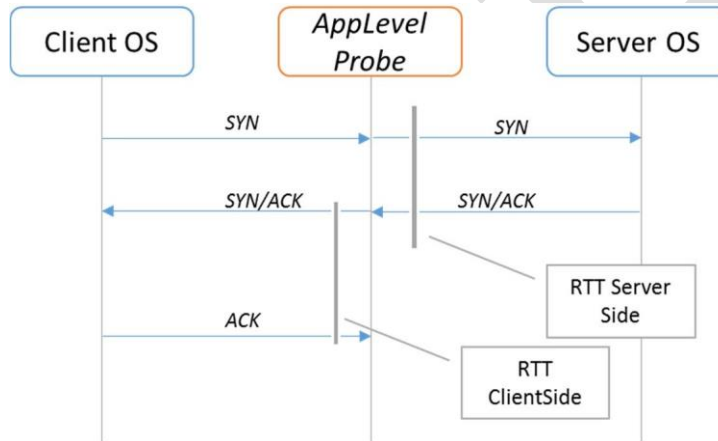 Client OS
AppLevel
Probe
Server OS
SYN
SYN
SYN/ACK
SYN/ACK
RTT Server
Side
ACK
RTT
ClientSide